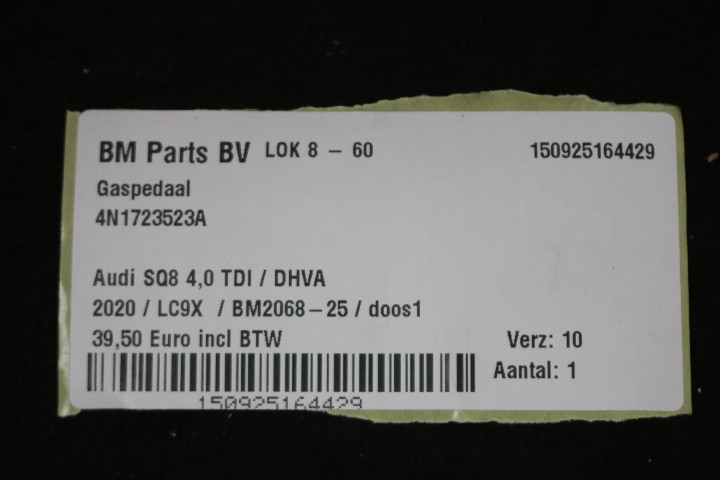 BM Parts BV LOK 8 – 60 150925164429
Gaspedaal
4N1723523A
Audi SQ8 4,0 TDI / DHVA
2020 / LC9X / BM2068–25 / doos1
39,50 Euro incl BTW Verz: 10
Aantal: 1
150925164429